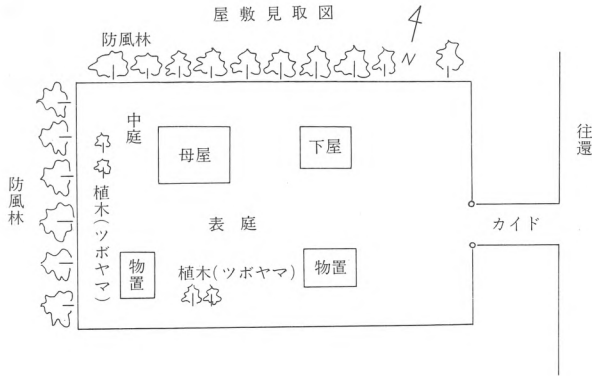 屋敷見取図
防風林
N
中庭
母屋
下屋
往還
防風林
植木(ツボヤマ)
表庭
カイド
物置
植木(ツボヤマ)
物置